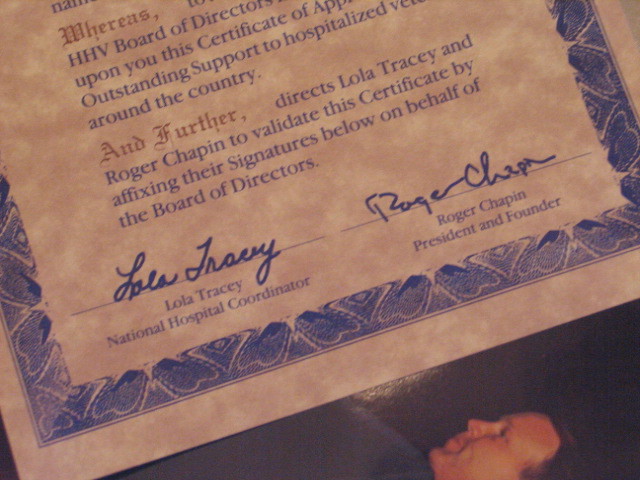 Whereas,
HHV Board of Directors
upon you this Certificate of
Outstanding Support to hospitalized
around the country.
And Further, directs Lola Tracey and
Roger Chapin to validate this Certificate by
affixing their Signatures below on behalf of
the Board of Directors.
Lola Tracey
Lola Tracey
National Hospital Coordinator
Roger Chapin
Roger Chapin
President and Founder